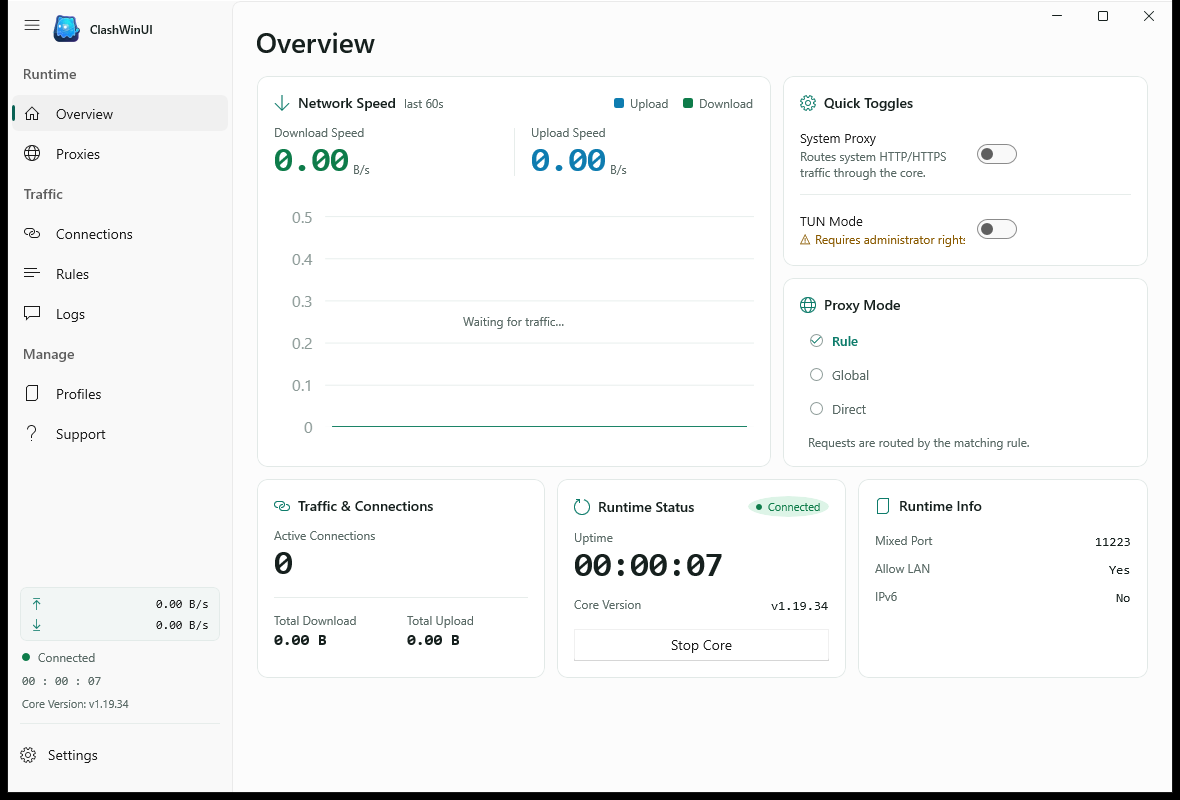 ClashWinUI
Runtime
Overview
Proxies
Traffic
Connections
Rules
Logs
Manage
Profiles
Support
0.00 B/s
0.00 B/s
Connected
00 : 00 : 07
Core Version: v1.19.34
Settings
Overview
Network Speed last 60s
Upload Download
Download Speed
0.00 B/s
Upload Speed
0.00 B/s
0.5
0.4
0.3
Waiting for traffic...
0.2
0.1
0
Quick Toggles
System Proxy
Routes system HTTP/HTTPS
traffic through the core.
TUN Mode
⚠ Requires administrator rights
Proxy Mode
Rule
Global
Direct
Requests are routed by the matching rule.
Traffic & Connections
Active Connections
0
Total Download Total Upload
0.00 B 0.00 B
Runtime Status Connected
Uptime
00:00:07
Core Version v1.19.34
Stop Core
Runtime Info
Mixed Port 11223
Allow LAN Yes
IPv6 No